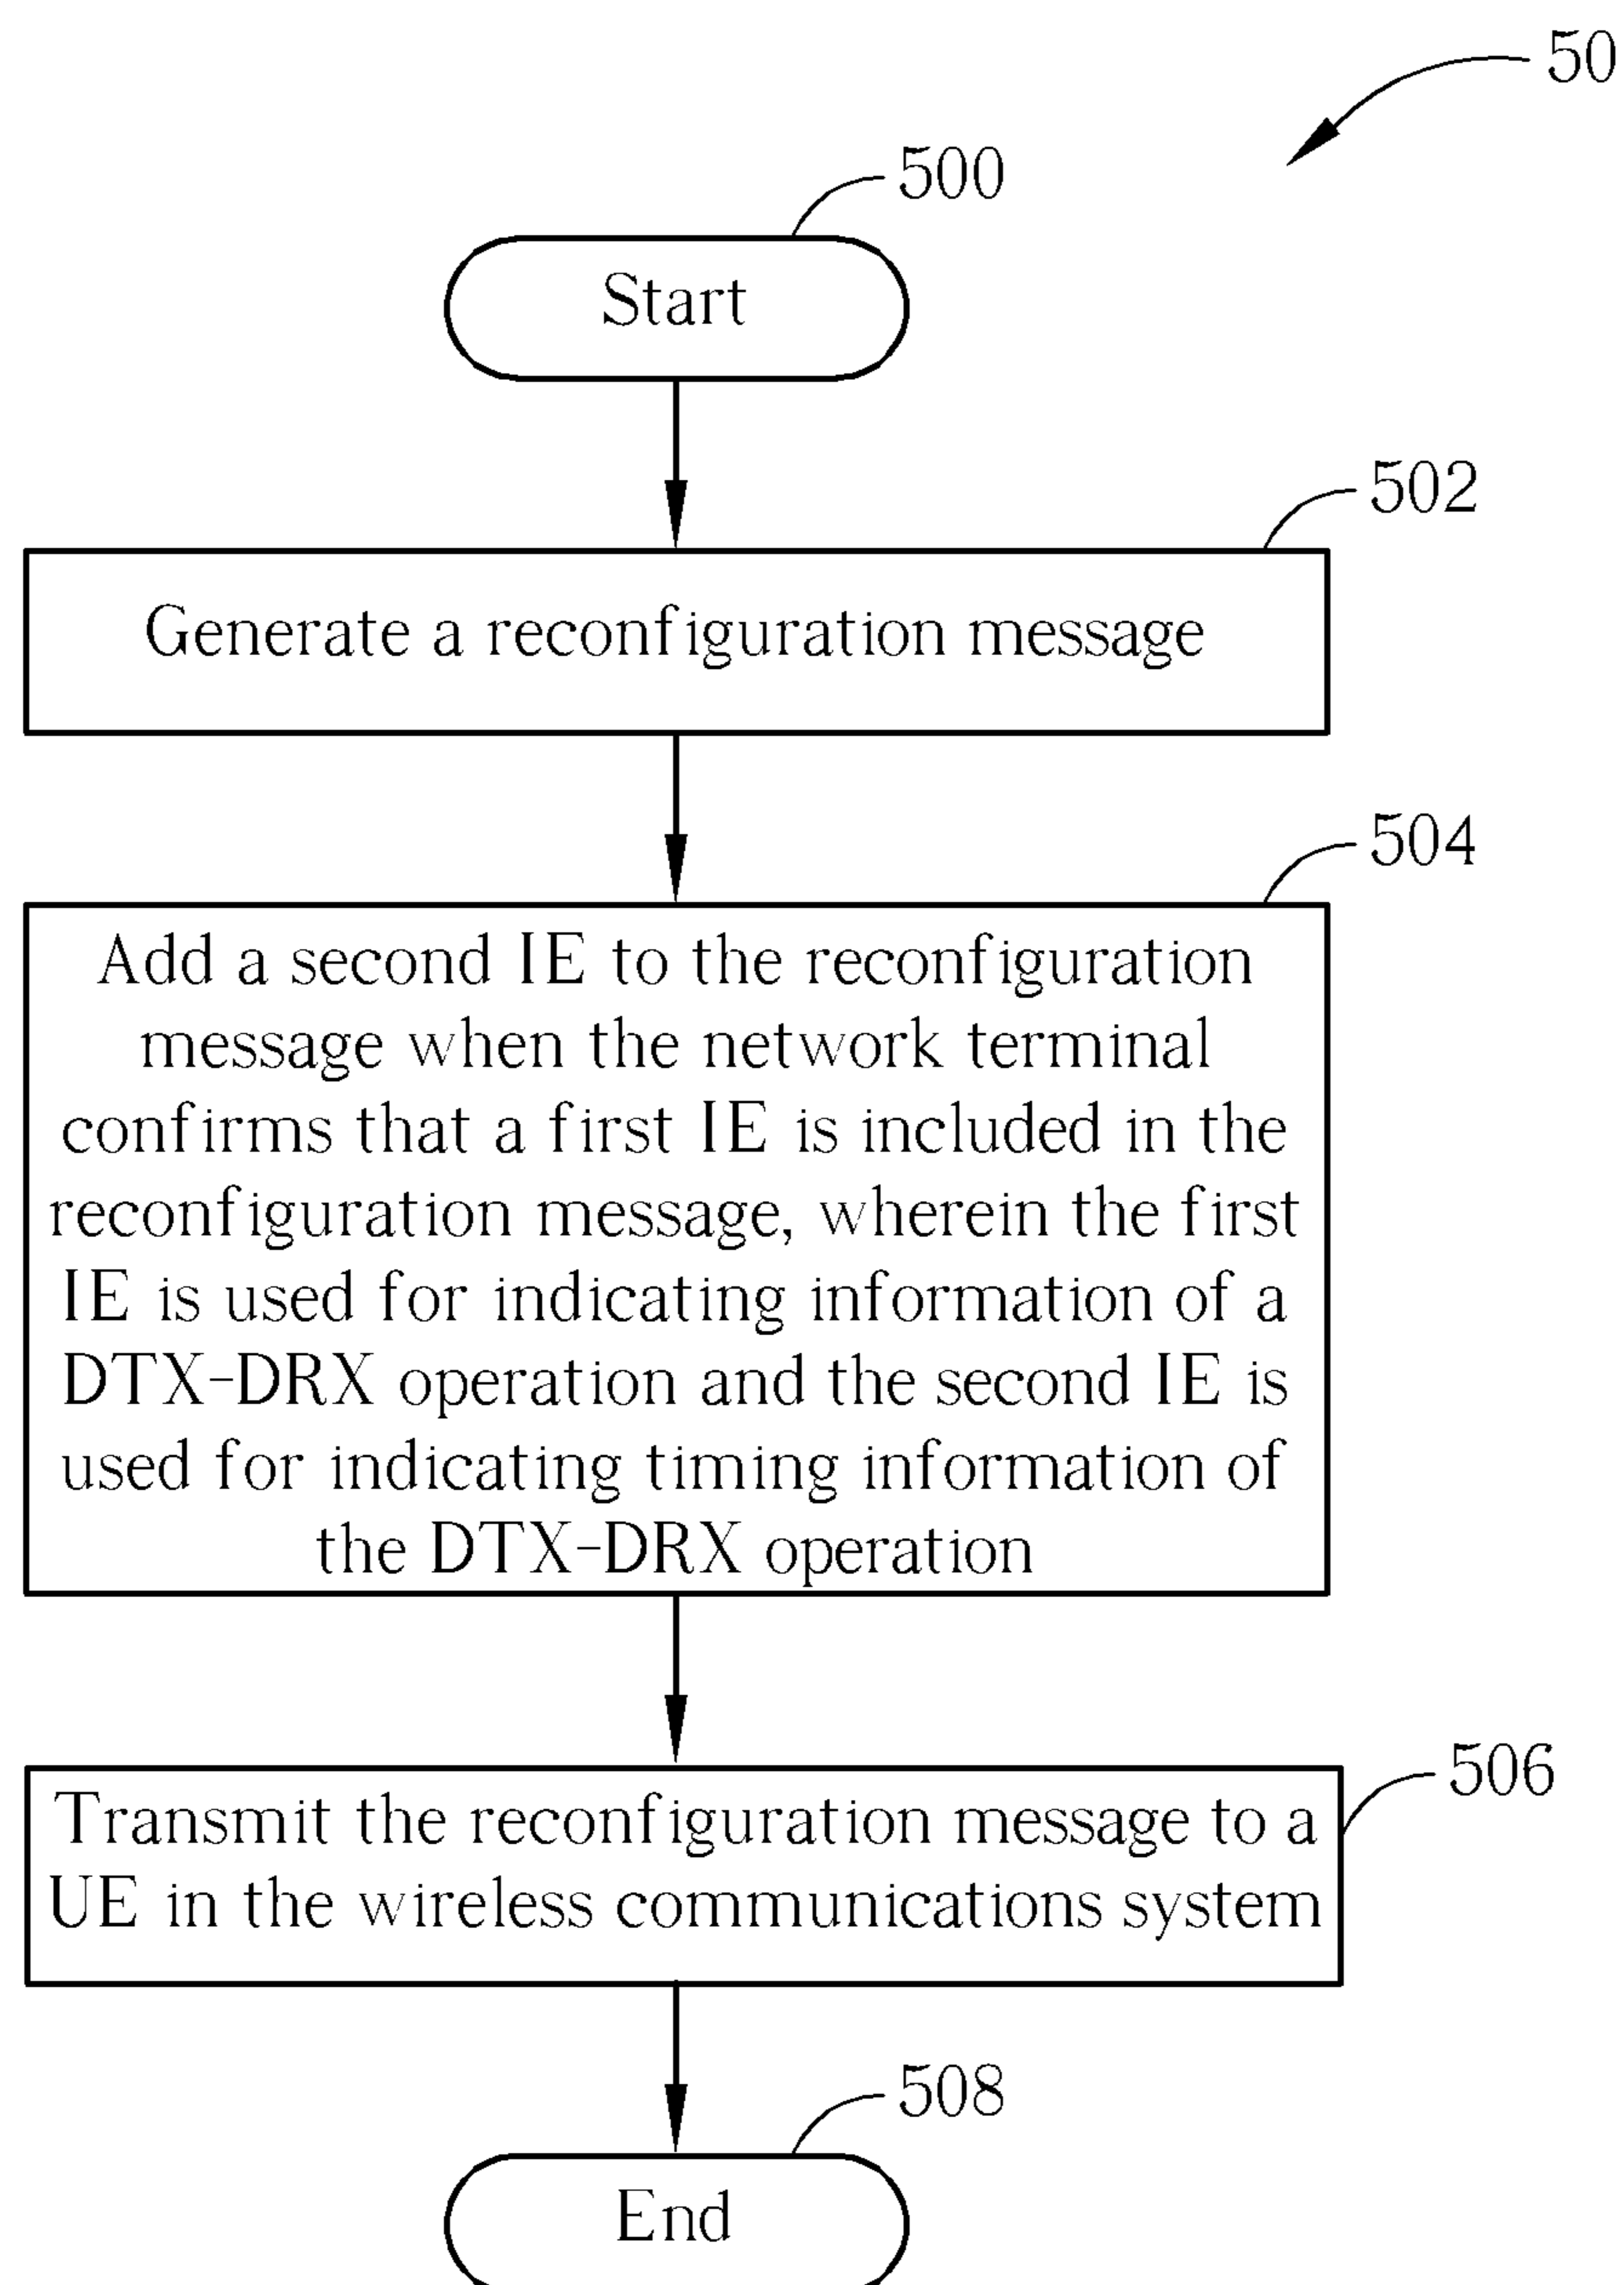 50
500
Start
502
Generate a reconfiguration message
504
Add a second IE to the reconfiguration
message when the network terminal
confirms that a first IE is included in the
reconfiguration message, wherein the first
IE is used for indicating information of a
DTX-DRX operation and the second IE is
used for indicating timing information of
the DTX-DRX operation
506
Transmit the reconfiguration message to a
UE in the wireless communications system
508
End